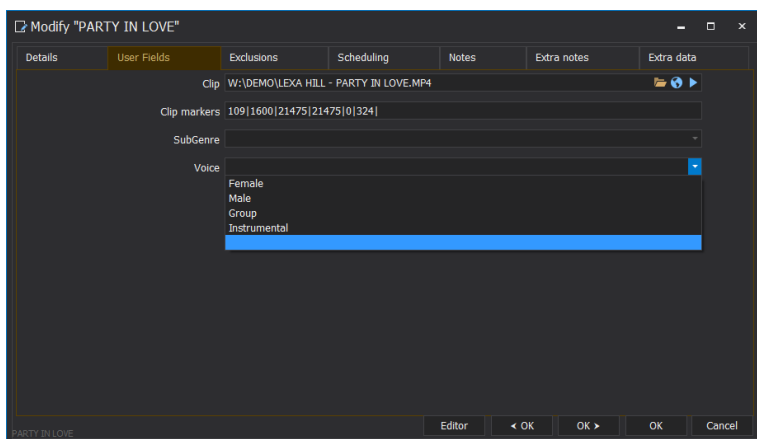 Modify "PARTY IN LOVE"
Details User Fields Exclusions Scheduling Notes Extra notes Extra data
Clip W:\DEMO\LEXA HILL - PARTY IN LOVE.MP4
Clip markers 109|1600|21475|21475|0|324|
SubGenre
Voice
Female
Male
Group
Instrumental
Editor < OK OK > OK Cancel
PARTY IN LOVE